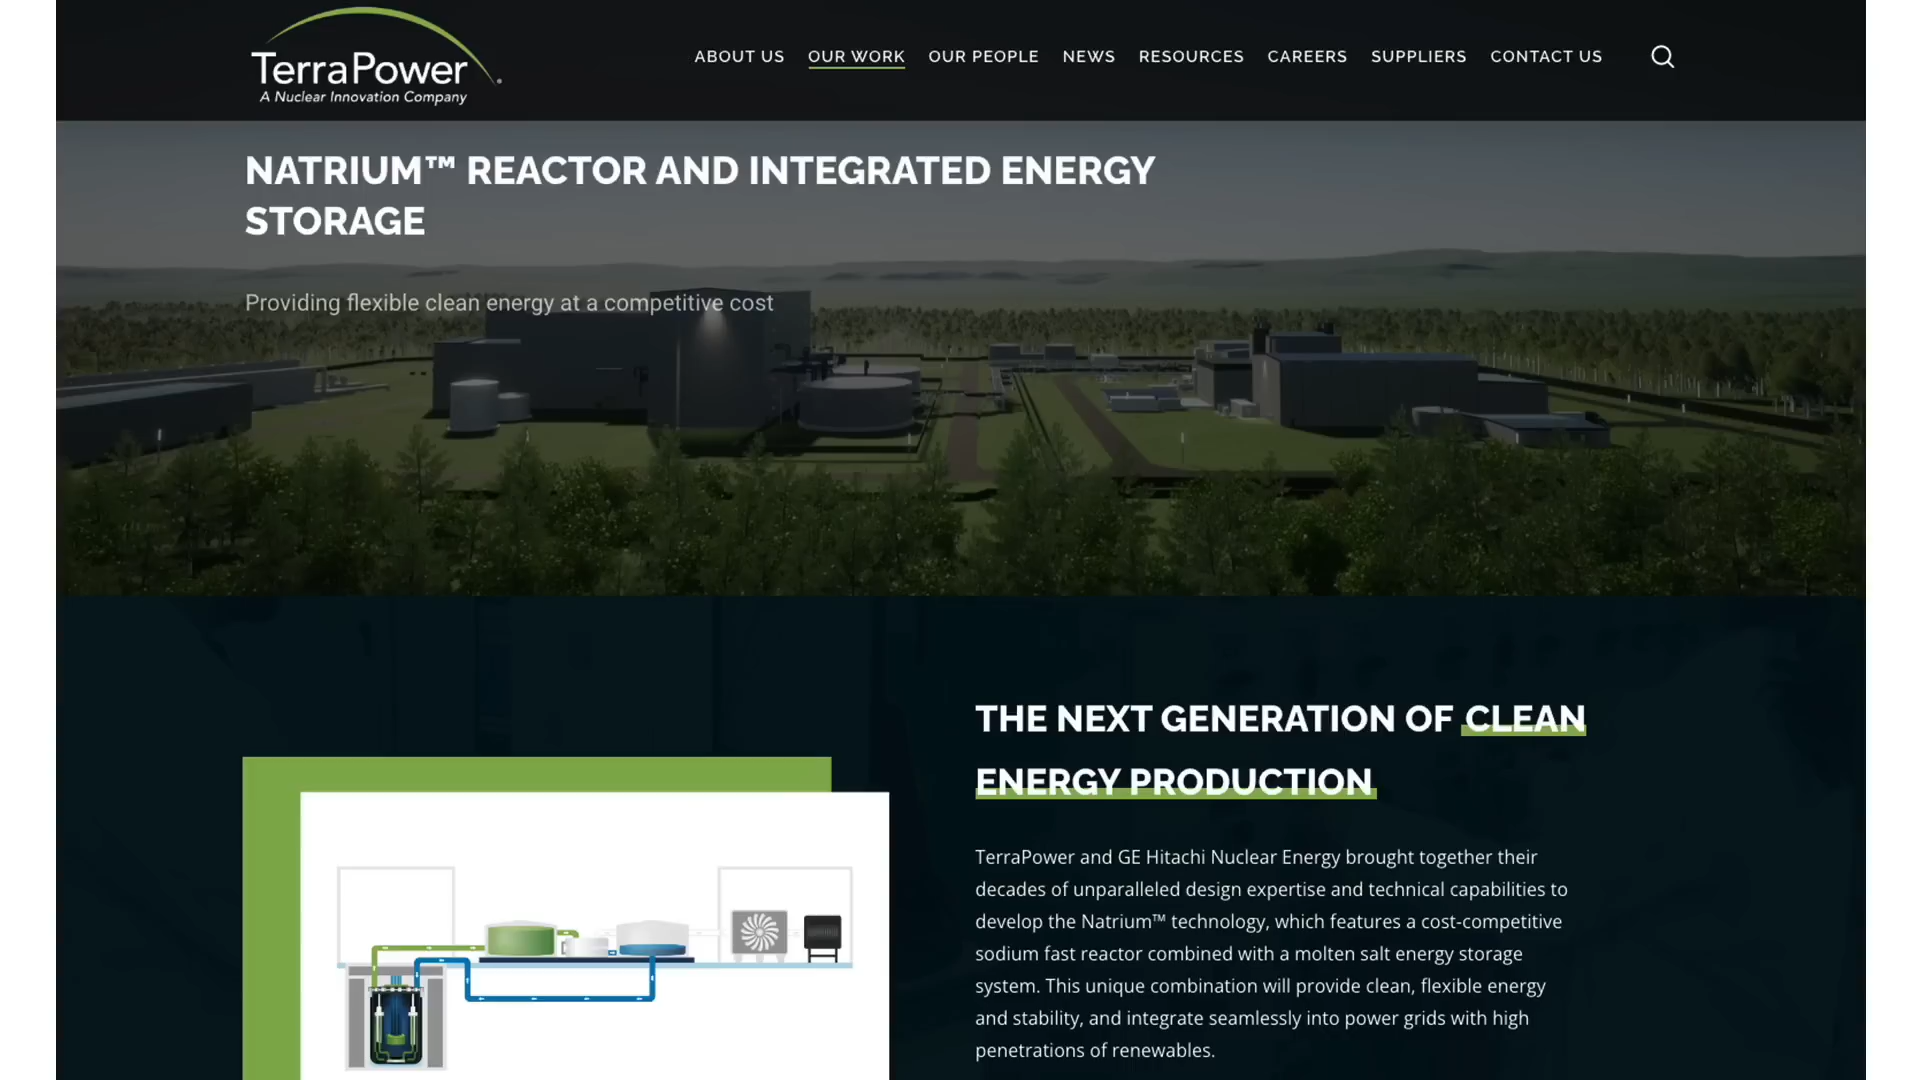 TerraPower
A Nuclear Innovation Company
ABOUT US
OUR WORK
OUR PEOPLE
NEWS
RESOURCES
CAREERS
SUPPLIERS
CONTACT US
NATRIUM™ REACTOR AND INTEGRATED ENERGY
STORAGE
Providing flexible clean energy at a competitive cost
THE NEXT GENERATION OF CLEAN
ENERGY PRODUCTION
TerraPower and GE Hitachi Nuclear Energy brought together their
decades of unparalleled design expertise and technical capabilities to
develop the Natrium™ technology, which features a cost-competitive
sodium fast reactor combined with a molten salt energy storage
system. This unique combination will provide clean, flexible energy
and stability, and integrate seamlessly into power grids with high
penetrations of renewables.